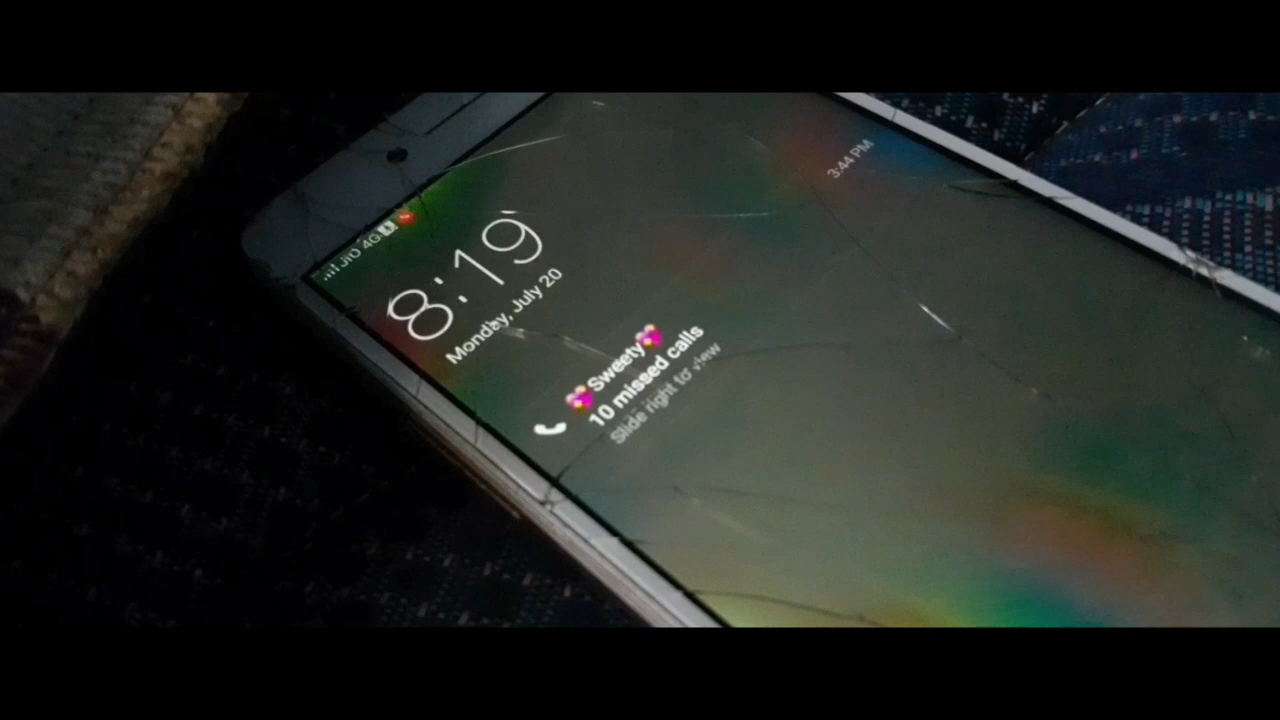 JIO 4G
8:19
Monday, July 20
💝Sweety💝
10 missed calls
Slide right to view
3:44 PM